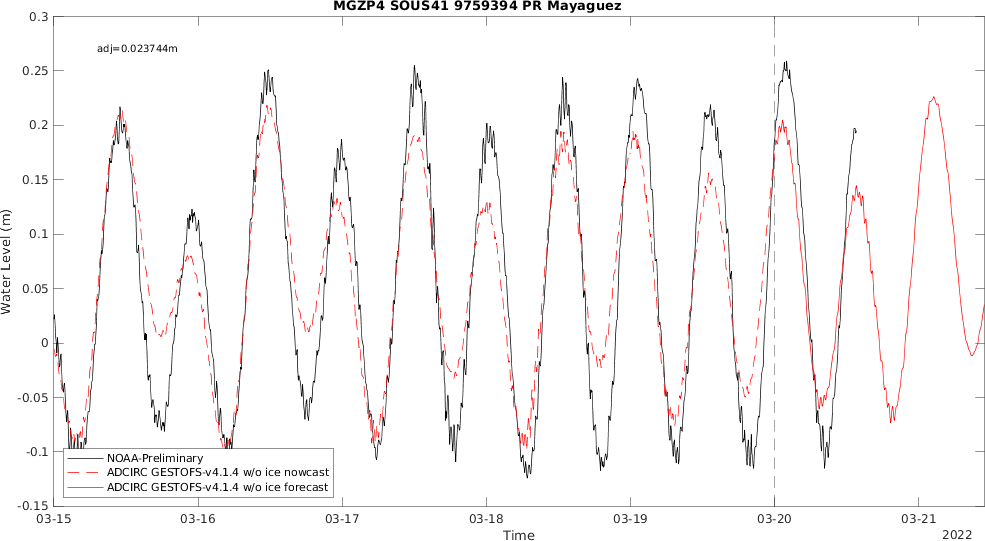 MGZP4 SOUS41 9759394 PR Mayaguez
adj=0.023744m
0.3
0.25
0.2
0.15
0.1
0.05
0
-0.05
-0.1
-0.15
Water Level (m)
NOAA-Preliminary
ADCIRC GESTOFS-v4.1.4 w/o ice nowcast
ADCIRC GESTOFS-v4.1.4 w/o ice forecast
03-15 03-16 03-17 03-18 03-19 03-20 03-21
Time
2022